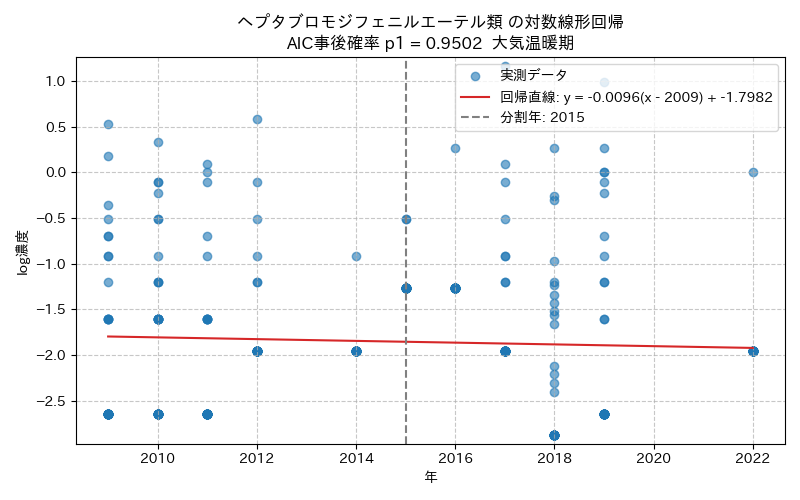 ヘプタブロモジフェニルエーテル類 の対数線形回帰
AIC事後確率 p1 = 0.9502  大気温暖期
実測データ
回帰直線: y = -0.0096(x - 2009) + -1.7982
分割年: 2015
log濃度
1.0
0.5
0.0
−0.5
−1.0
−1.5
−2.0
−2.5
2010
2012
2014
2016
2018
2020
2022
年